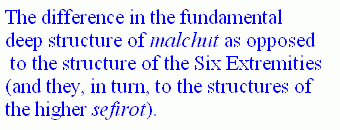 The difference in the fundamental
deep structure of malchut as opposed
to the structure of the Six Extremities
(and they, in turn, to the structures of
the higher sefirot).